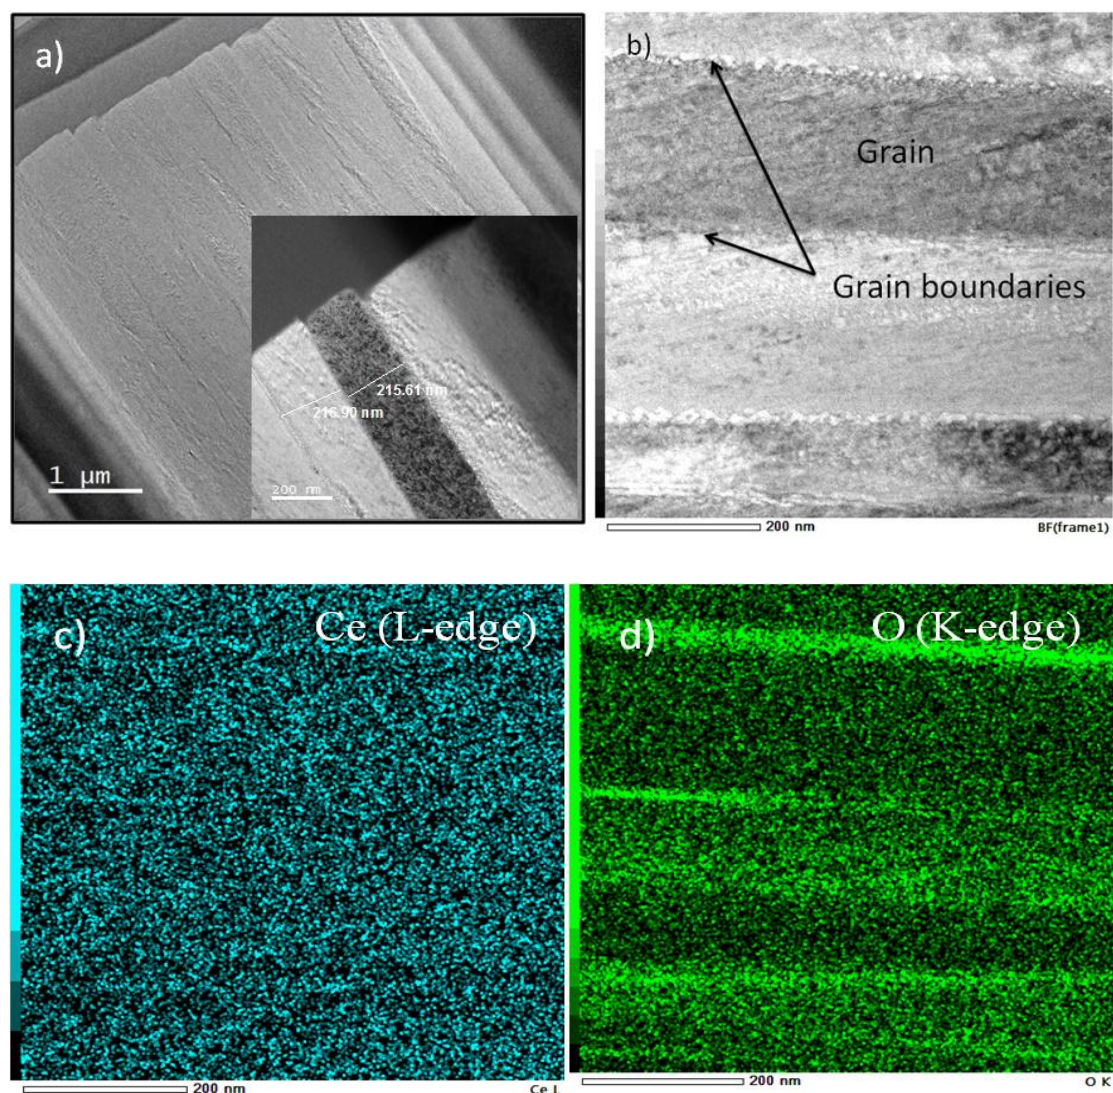 a)
1 µm
215.61 nm
216.90 nm
200 nm
b)
Grain
Grain boundaries
200 nm
BF(frame1)
c)
Ce (L-edge)
200 nm
Ce L
d)
O (K-edge)
200 nm
O K